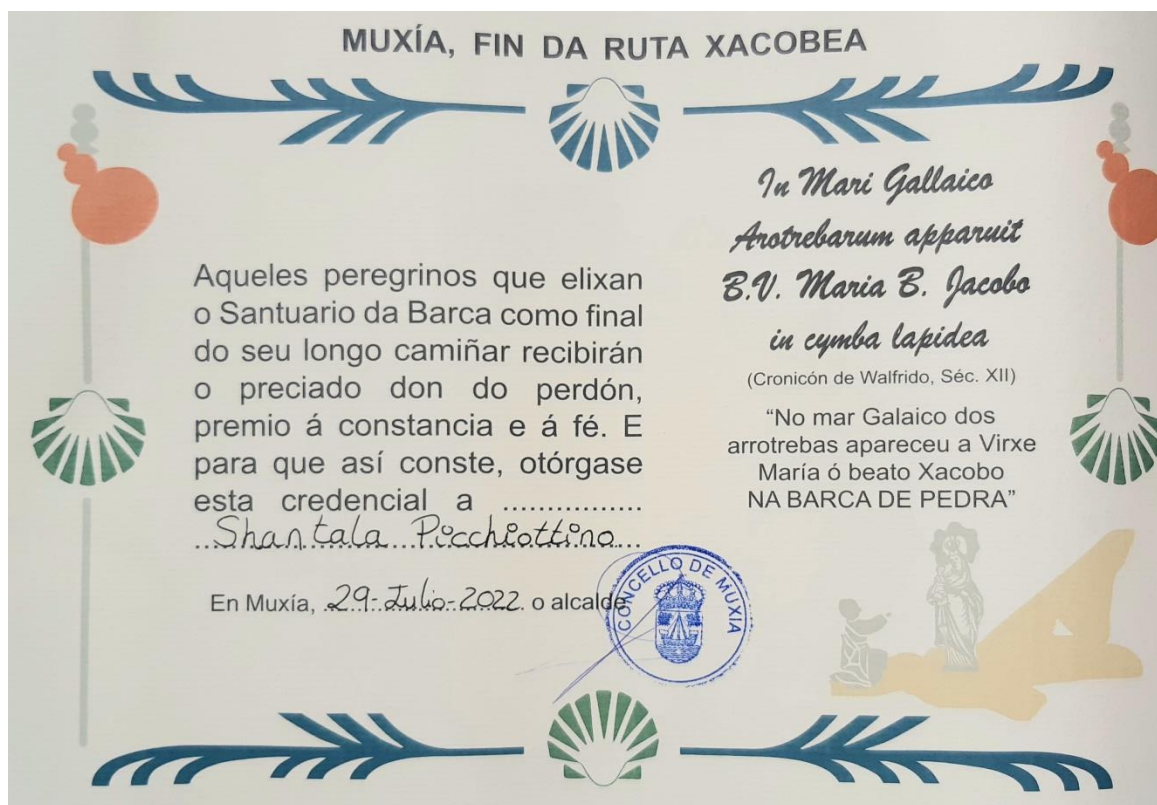 MUXÍA, FIN DA RUTA XACOBEA
Aqueles peregrinos que elixan
o Santuario da Barca como final
do seu longo camiñar recibirán
o preciado don do perdón,
premio á constancia e á fé. E
para que así conste, otórgase
esta credencial a ................
Shantala Picchiottino
En Muxía, 29-Julio-2022. o alcalde,
CONCELLO DE MUXIA
In Mari Gallaico
Arotrebarum apparuit
B.V. Maria B. Jacobo
in cymba lapidea
(Cronicón de Walfrido, Séc. XII)
“No mar Galaico dos
arrotrebas apareceu a Virxe
María ó beato Xacobo
NA BARCA DE PEDRA”